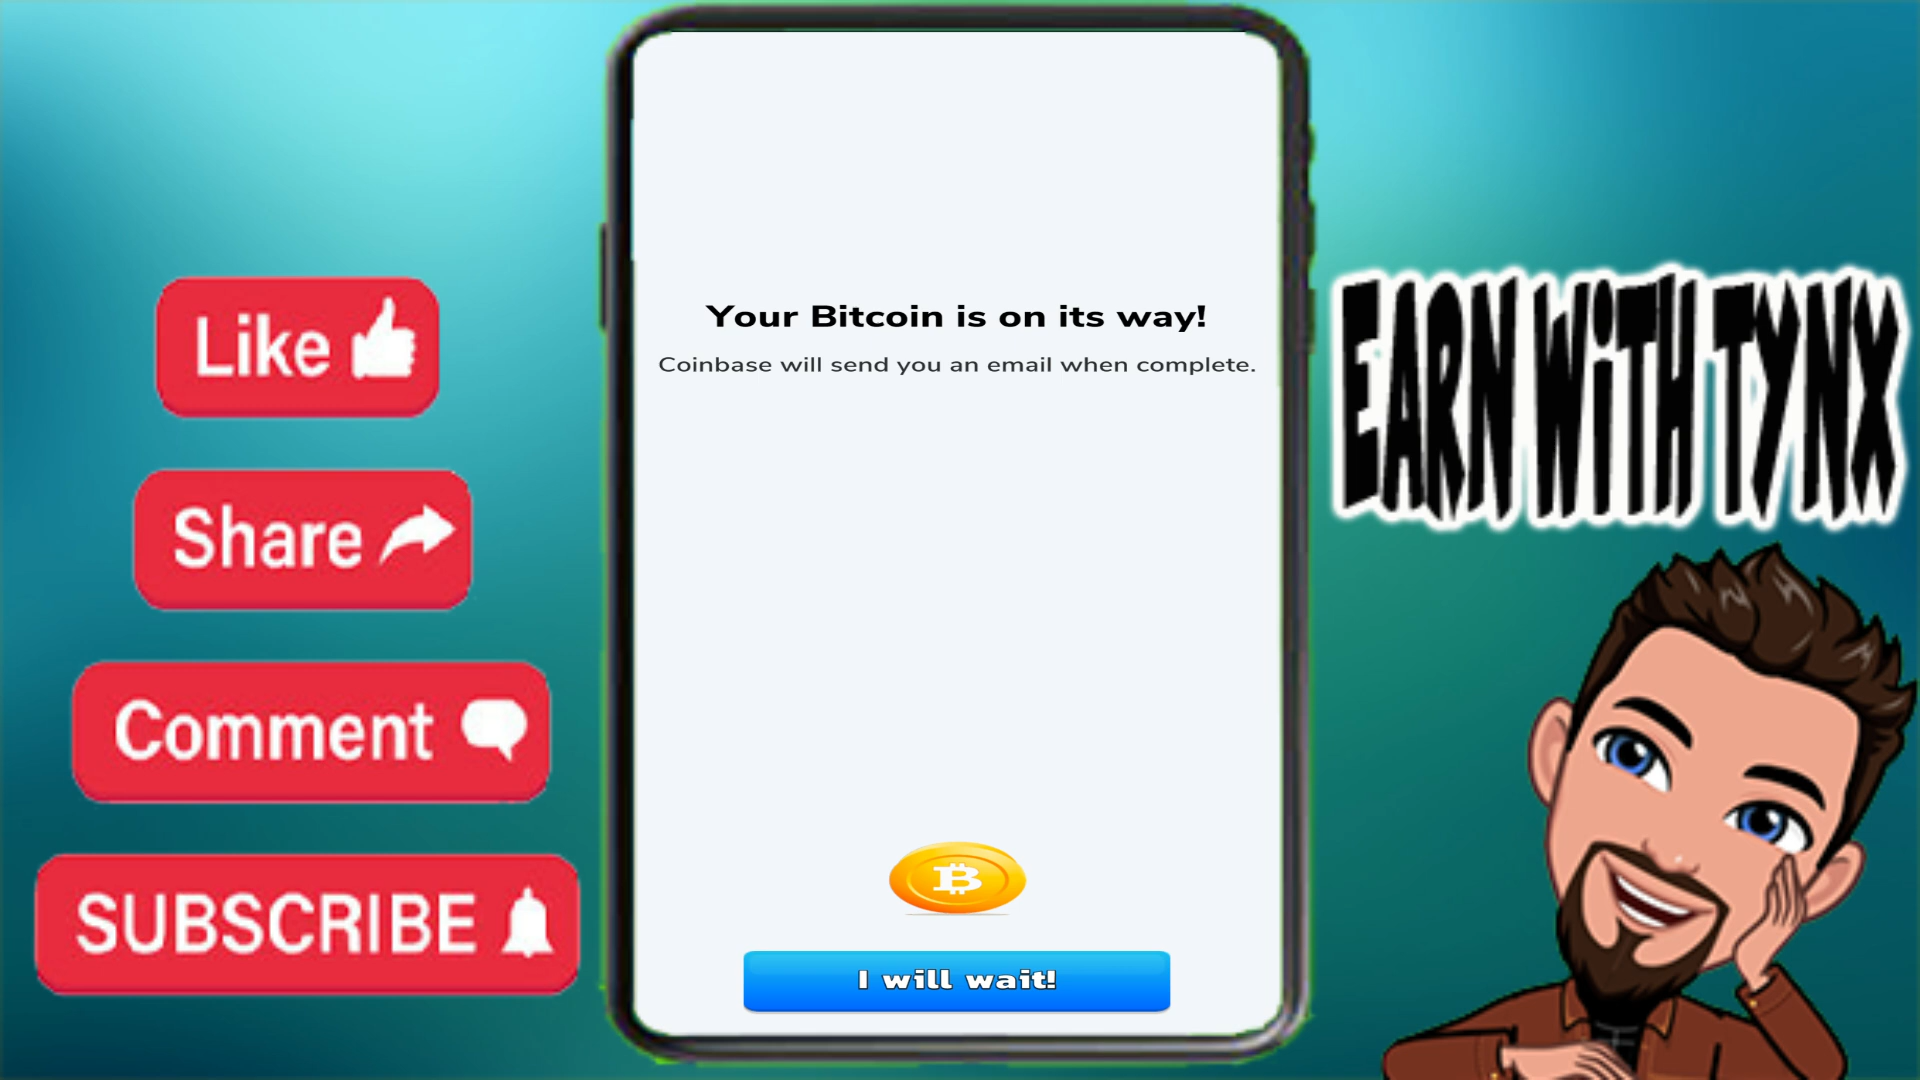 Like
Share
Comment
SUBSCRIBE
Your Bitcoin is on its way!
Coinbase will send you an email when complete.
B
I will wait!
EARN WiTH TYNX